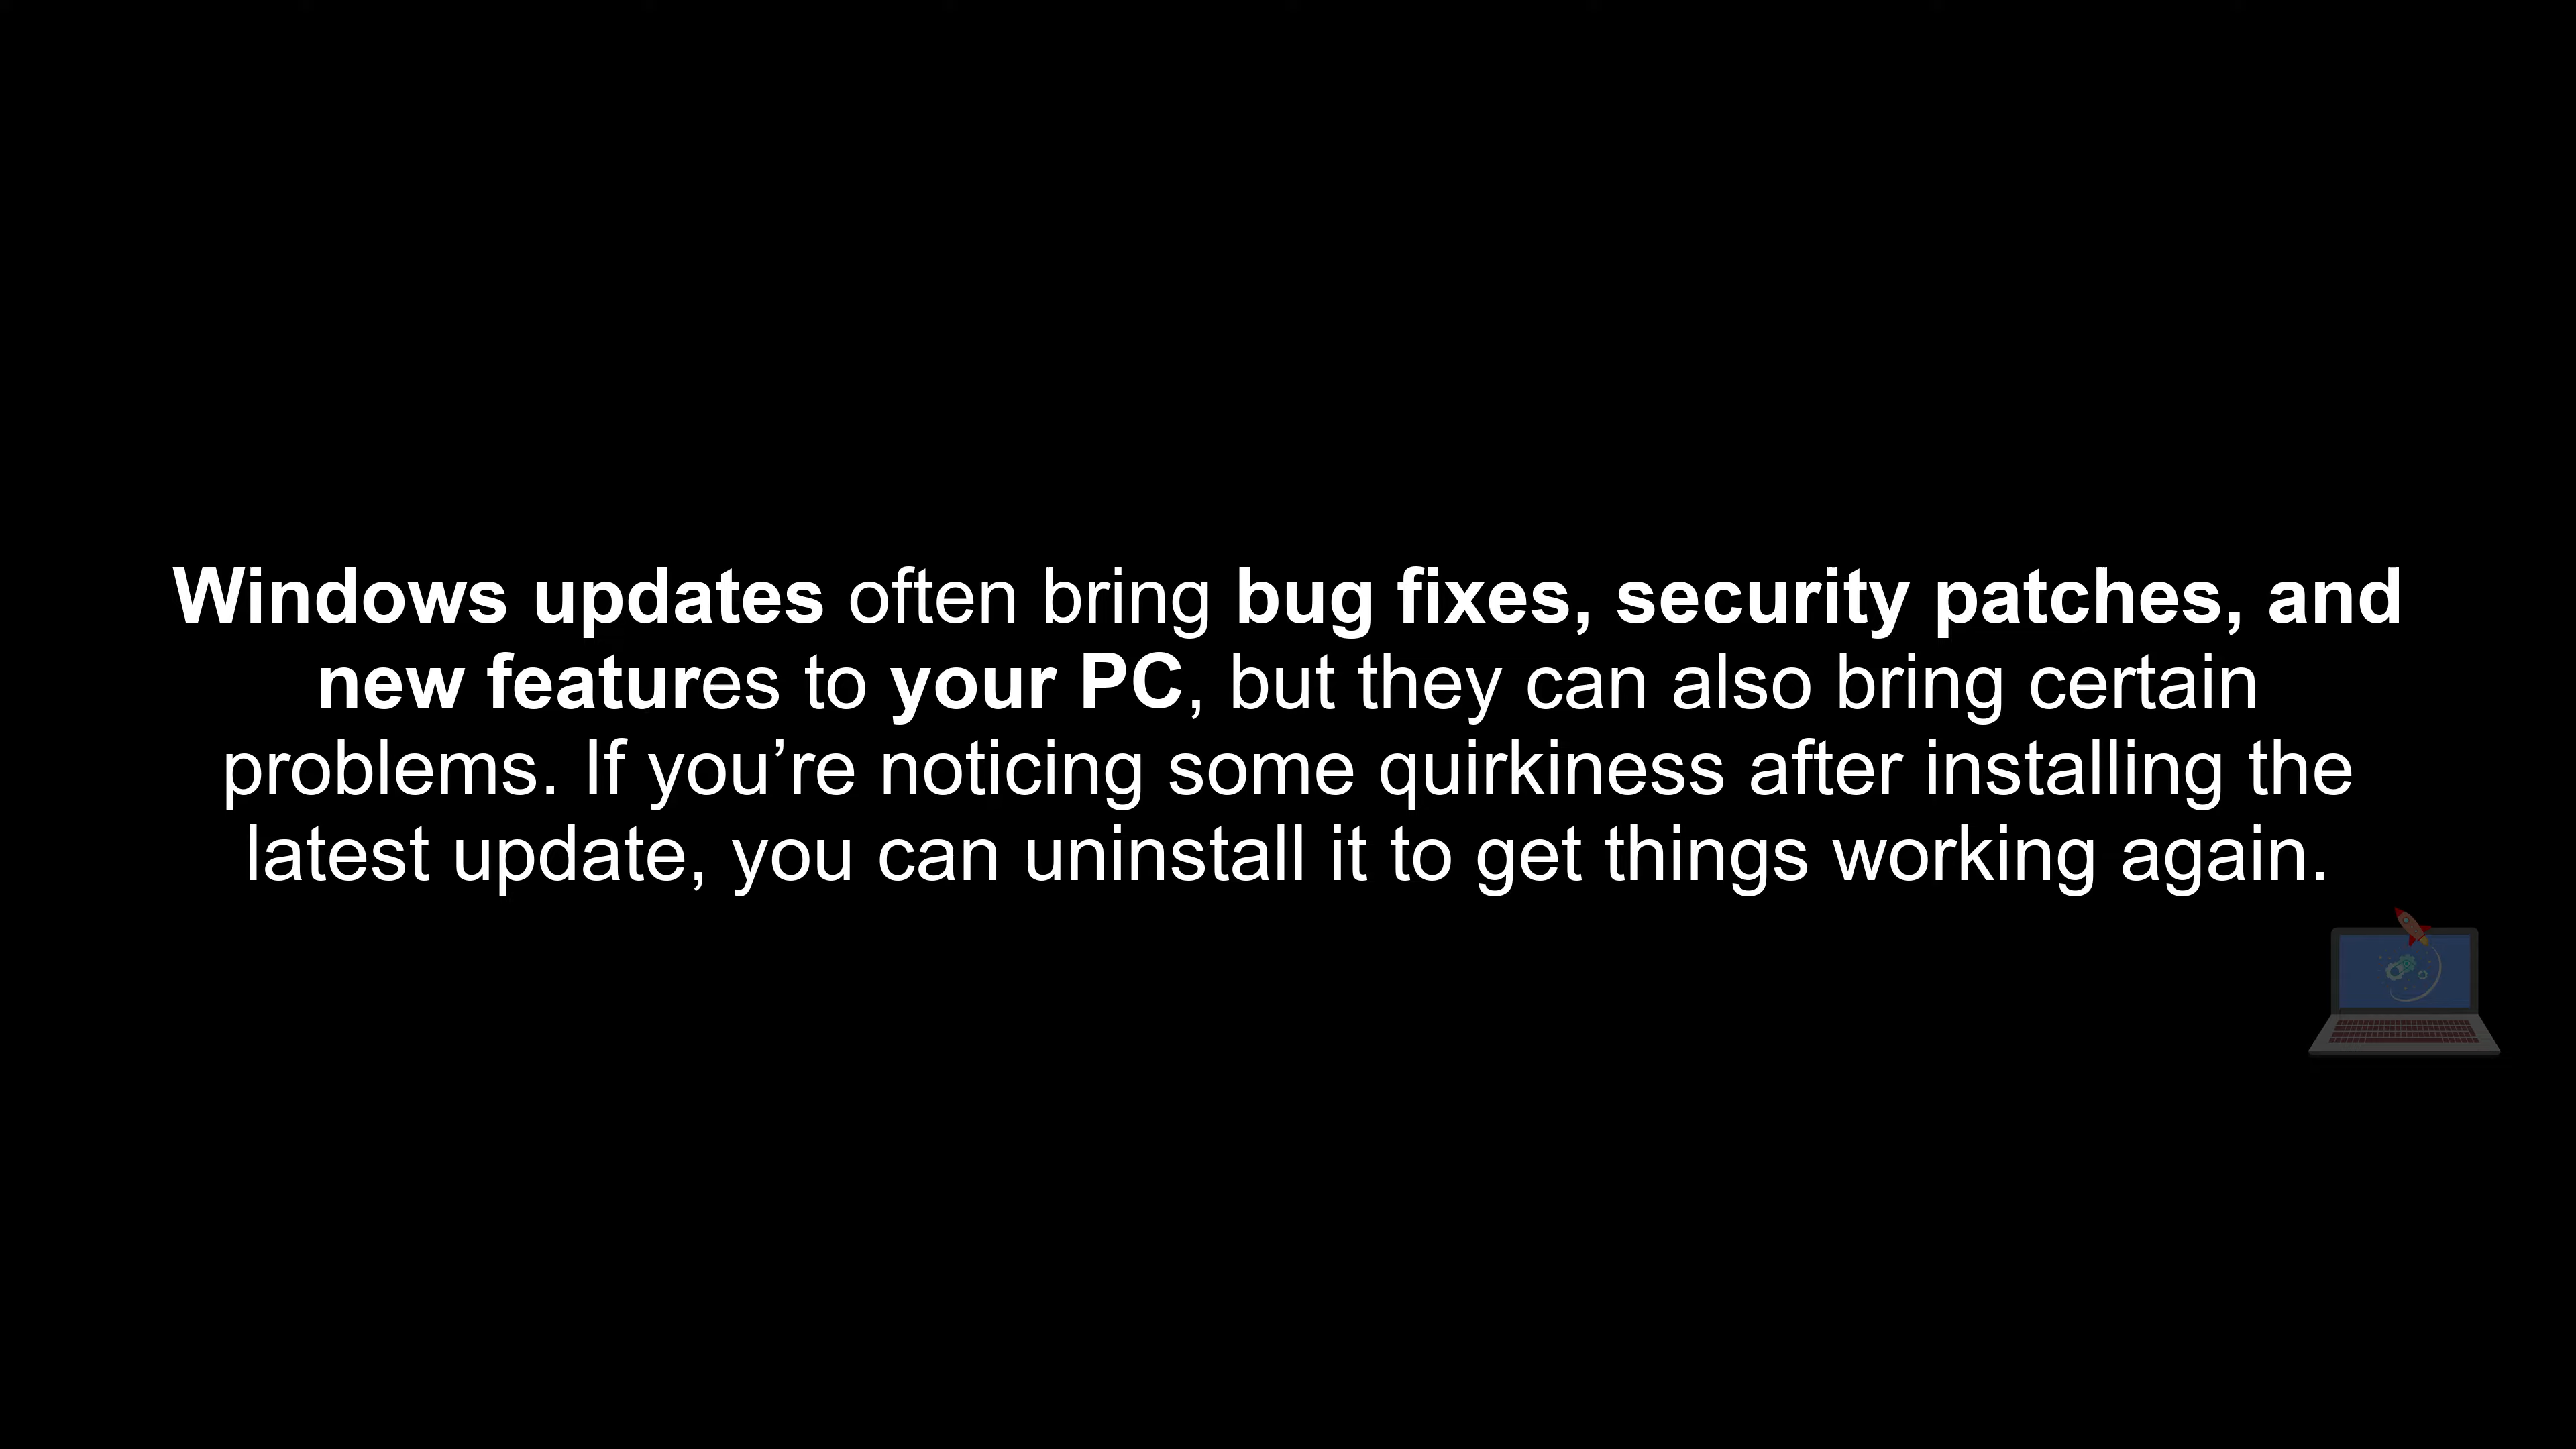 Windows updates often bring bug fixes, security patches, and
new features to your PC, but they can also bring certain
problems. If you’re noticing some quirkiness after installing the
latest update, you can uninstall it to get things working again.